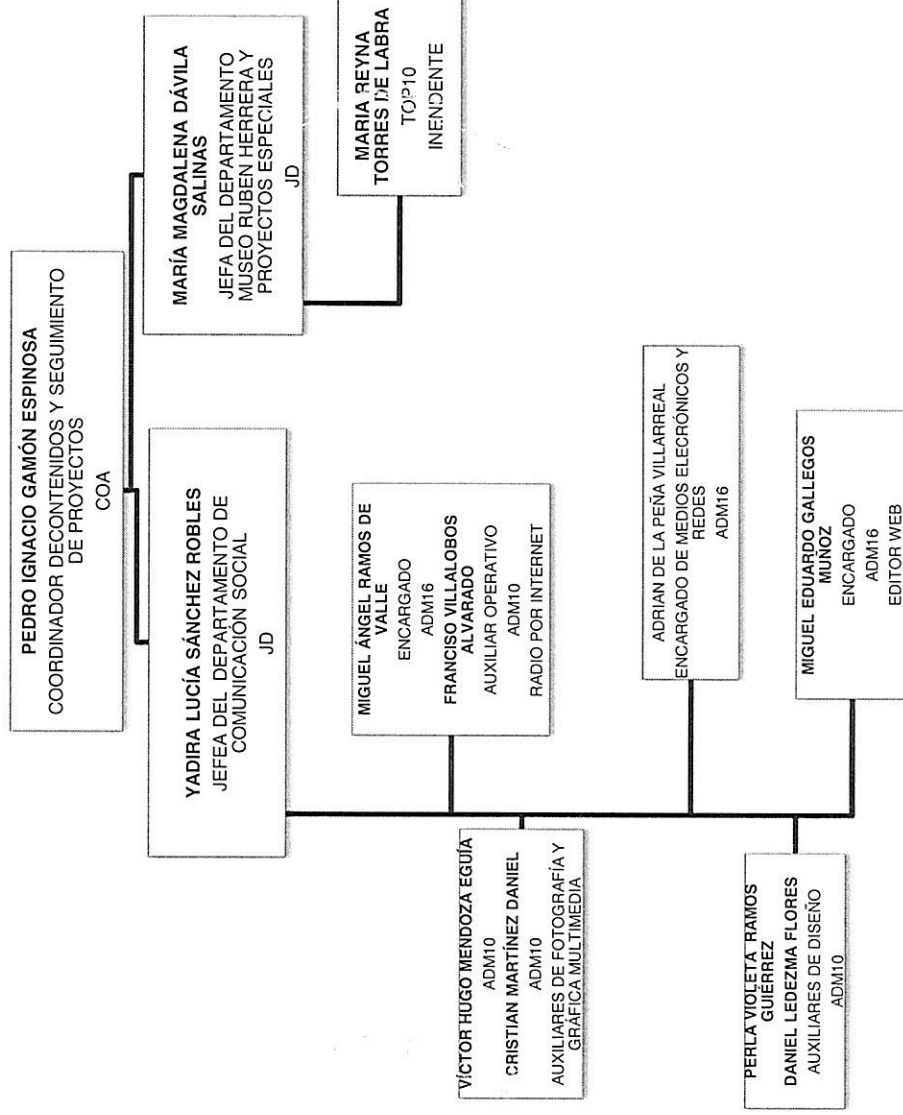 PEDRO IGNACIO GAMÓN ESPINOSA
COORDINADOR DECONTENIDOS Y SEGUIMIENTO
DE PROYECTOS
COA
YADIRA LUCÍA SÁNCHEZ ROBLES
JEFEA DEL DEPARTAMENTO DE
COMUNICACIÓN SOCIAL
JD
MARÍA MAGDALENA DÁVILA
SALINAS
JEFA DEL DEPARTAMENTO
MUSEO RUBEN HERRERA Y
PROYECTOS ESPECIALES
JD
MARIA REYNA
TORRES DE LABRA
TOP10
INENDENTE
MIGUEL ÁNGEL RAMOS DE
VALLE
ENCARGADO
ADM16
FRANCISO VILLALOBOS
ALVARADO
AUXILIAR OPERATIVO
ADM10
RADIO POR INTERNET
VÍCTOR HUGO MENDOZA EGUÍA
ADM10
CRISTIAN MARTÍNEZ DANIEL
ADM10
AUXILIARES DE FOTOGRAFÍA Y
GRÁFICA MULTIMEDIA
ADRIAN DE LA PEÑA VILLARREAL
ENCARGADO DE MEDIOS ELECRÓNICOS Y
REDES
ADM16
PERLA VIOLETA RAMOS
GUIÉRREZ
DANIEL LEDEZMA FLORES
AUXILIARES DE DISEÑO
ADM10
MIGUEL EDUARDO GALLEGOS
MUÑOZ
ENCARGADO
ADM16
EDITOR WEB